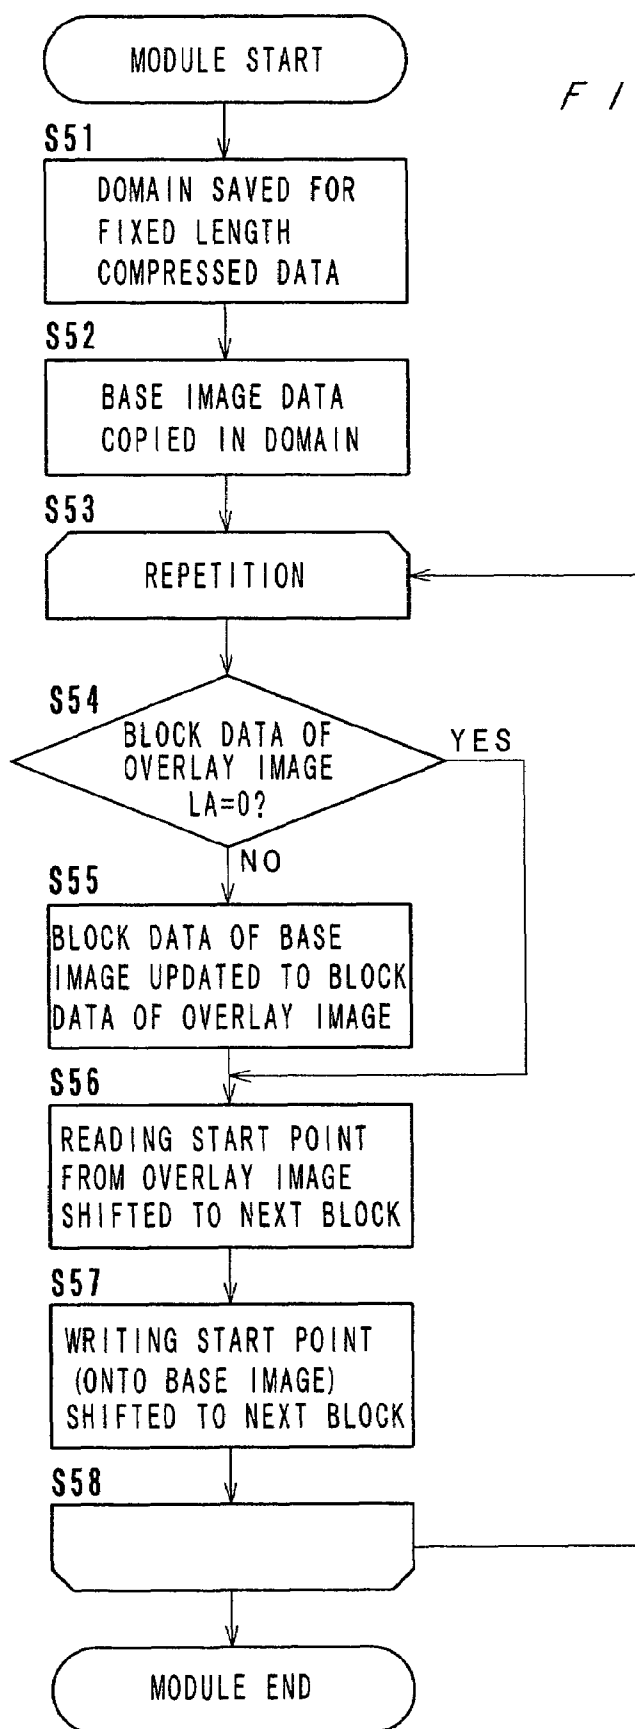 MODULE START
F I
S51
DOMAIN SAVED FOR
FIXED LENGTH
COMPRESSED DATA
S52
BASE IMAGE DATA
COPIED IN DOMAIN
S53
REPETITION
S54
BLOCK DATA OF
OVERLAY IMAGE
LA=0?
YES
NO
S55
BLOCK DATA OF BASE
IMAGE UPDATED TO BLOCK
DATA OF OVERLAY IMAGE
S56
READING START POINT
FROM OVERLAY IMAGE
SHIFTED TO NEXT BLOCK
S57
WRITING START POINT
(ONTO BASE IMAGE)
SHIFTED TO NEXT BLOCK
S58
MODULE END